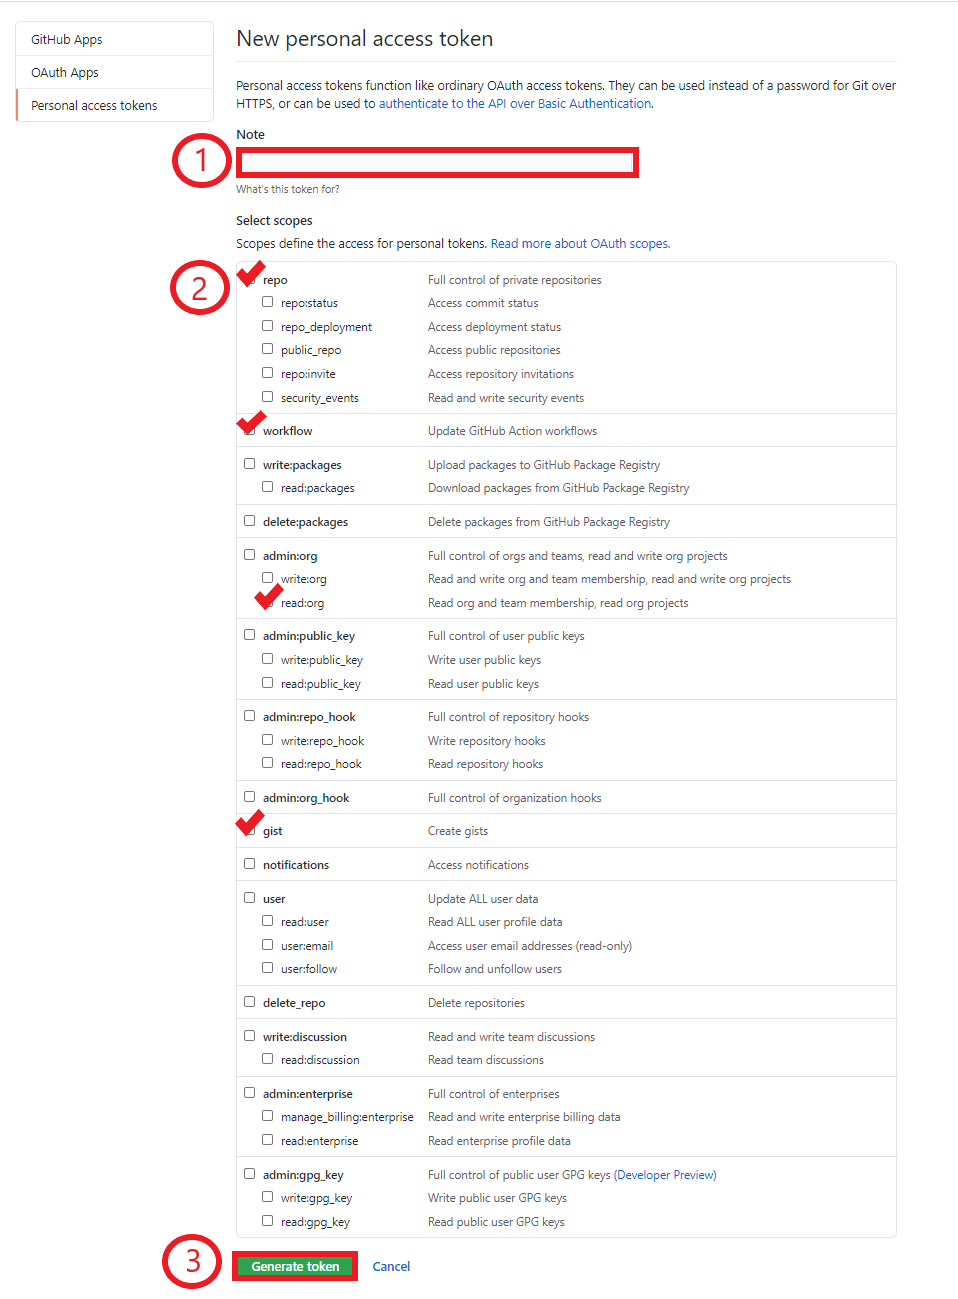 GitHub Apps
OAuth Apps
Personal access tokens
New personal access token
Personal access tokens function like ordinary OAuth access tokens. They can be used instead of a password for Git over
HTTPS, or can be used to authenticate to the API over Basic Authentication.
Note
1
What's this token for?
Select scopes
Scopes define the access for personal tokens. Read more about OAuth scopes.
2
repo Full control of private repositories
repo:status Access commit status
repo_deployment Access deployment status
public_repo Access public repositories
repo:invite Access repository invitations
security_events Read and write security events
workflow Update GitHub Action workflows
write:packages Upload packages to GitHub Package Registry
read:packages Download packages from GitHub Package Registry
delete:packages Delete packages from GitHub Package Registry
admin:org Full control of orgs and teams, read and write org projects
write:org Read and write org and team membership, read and write org projects
read:org Read org and team membership, read org projects
admin:public_key Full control of user public keys
write:public_key Write user public keys
read:public_key Read user public keys
admin:repo_hook Full control of repository hooks
write:repo_hook Write repository hooks
read:repo_hook Read repository hooks
admin:org_hook Full control of organization hooks
gist Create gists
notifications Access notifications
user Update ALL user data
read:user Read ALL user profile data
user:email Access user email addresses (read-only)
user:follow Follow and unfollow users
delete_repo Delete repositories
write:discussion Read and write team discussions
read:discussion Read team discussions
admin:enterprise Full control of enterprises
manage_billing:enterprise Read and write enterprise billing data
read:enterprise Read enterprise profile data
admin:gpg_key Full control of public user GPG keys (Developer Preview)
write:gpg_key Write public user GPG keys
read:gpg_key Read public user GPG keys
3
Generate token Cancel